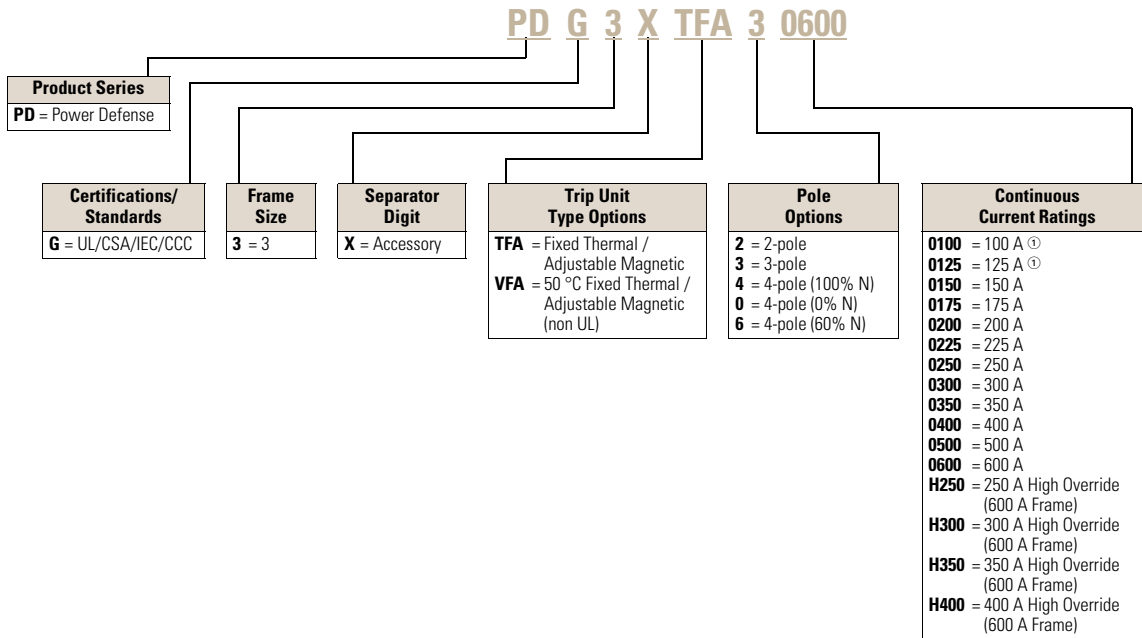 PD G 3 X TFA 3 0600
Product Series
PD = Power Defense
Certifications/
Standards
G = UL/CSA/IEC/CCC
Frame
Size
3 = 3
Separator
Digit
X = Accessory
Trip Unit
Type Options
TFA = Fixed Thermal /
Adjustable Magnetic
VFA = 50 °C Fixed Thermal /
Adjustable Magnetic
(non UL)
Pole
Options
2 = 2-pole
3 = 3-pole
4 = 4-pole (100% N)
0 = 4-pole (0% N)
6 = 4-pole (60% N)
Continuous
Current Ratings
0100 = 100 A ①
0125 = 125 A ①
0150 = 150 A
0175 = 175 A
0200 = 200 A
0225 = 225 A
0250 = 250 A
0300 = 300 A
0350 = 350 A
0400 = 400 A
0500 = 500 A
0600 = 600 A
H250 = 250 A High Override
(600 A Frame)
H300 = 300 A High Override
(600 A Frame)
H350 = 350 A High Override
(600 A Frame)
H400 = 400 A High Override
(600 A Frame)